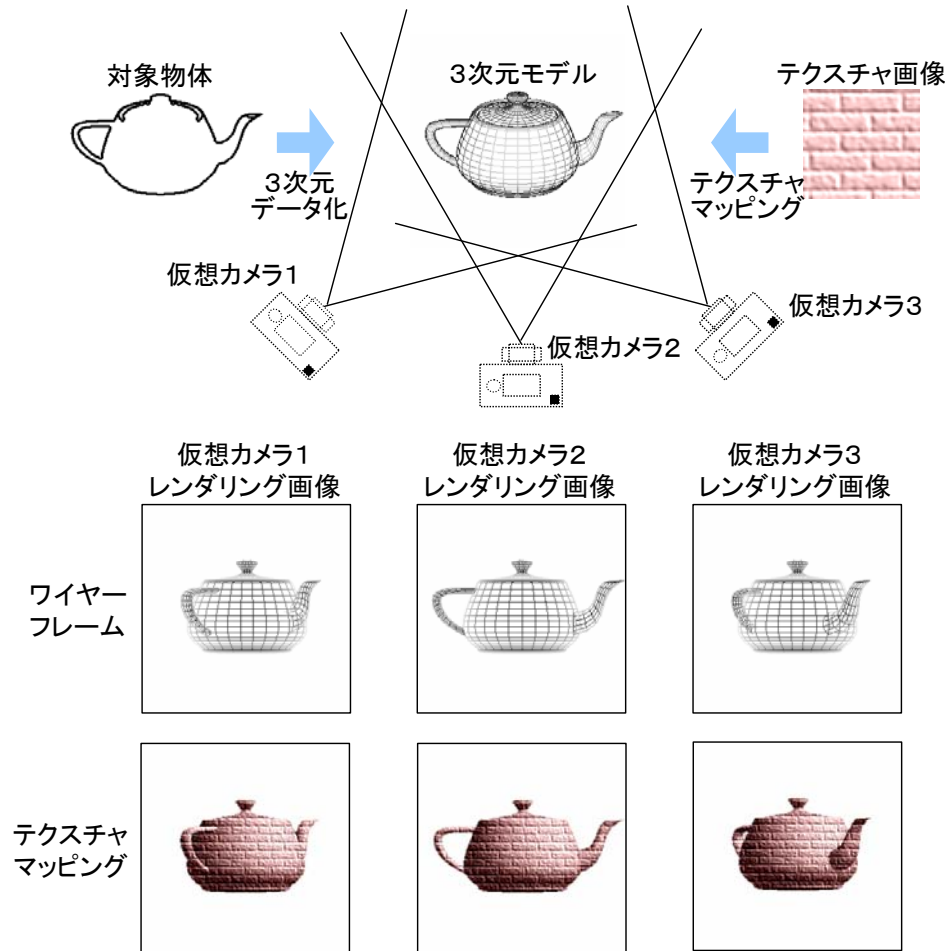 対象物体
3次元モデル
テクスチャ画像
3次元
データ化
テクスチャ
マッピング
仮想カメラ1
仮想カメラ2
仮想カメラ3
仮想カメラ1
レンダリング画像
仮想カメラ2
レンダリング画像
仮想カメラ3
レンダリング画像
ワイヤー
フレーム
テクスチャ
マッピング